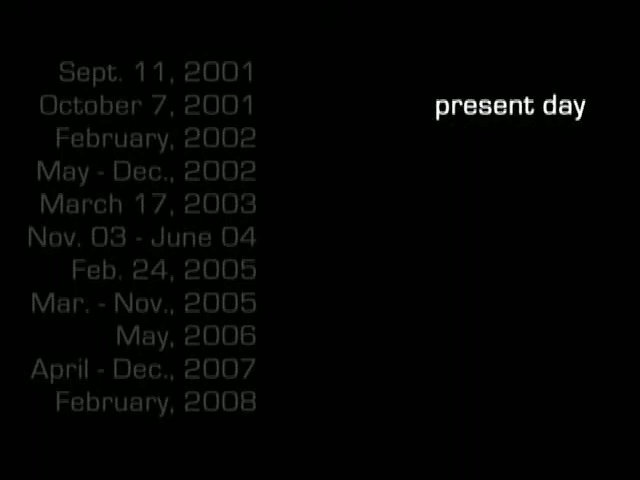 Sept. 11, 2001
October 7, 2001
February, 2002
May - Dec., 2002
March 17, 2003
Nov. 03 - June 04
Feb. 24, 2005
Mar. - Nov., 2005
May, 2006
April - Dec., 2007
February, 2008
present day